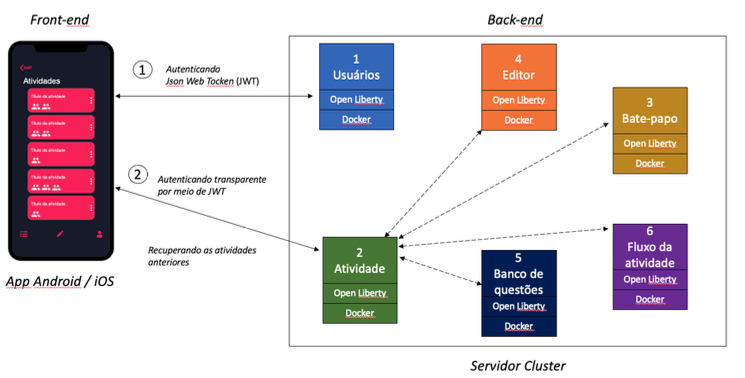 Front-end
Back-end
Atividades
Título da atividade
Título da atividade
Título da atividade
Título da atividade
Título da atividade
App Android / iOS
1
Autenticando
Json Web Tocken (JWT)
2
Autenticando transparente
por meio de JWT
Recuperando as atividades
anteriores
1
Usuários
Open Liberty
Docker
4
Editor
Open Liberty
Docker
3
Bate-papo
Open Liberty
Docker
2
Atividade
Open Liberty
Docker
5
Banco de
questões
Open Liberty
Docker
6
Fluxo da
atividade
Open Liberty
Docker
Servidor Cluster